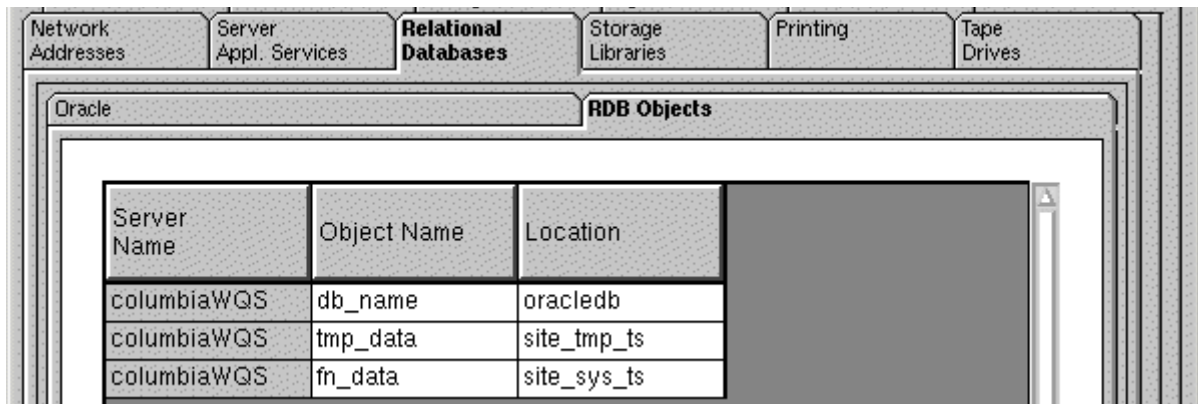 Network Addresses
Server Appl. Services
Relational Databases
Storage Libraries
Printing
Tape Drives
Oracle
RDB Objects
Server Name
Object Name
Location
columbiaWQS db_name oracledb
columbiaWQS tmp_data site_tmp_ts
columbiaWQS fn_data site_sys_ts